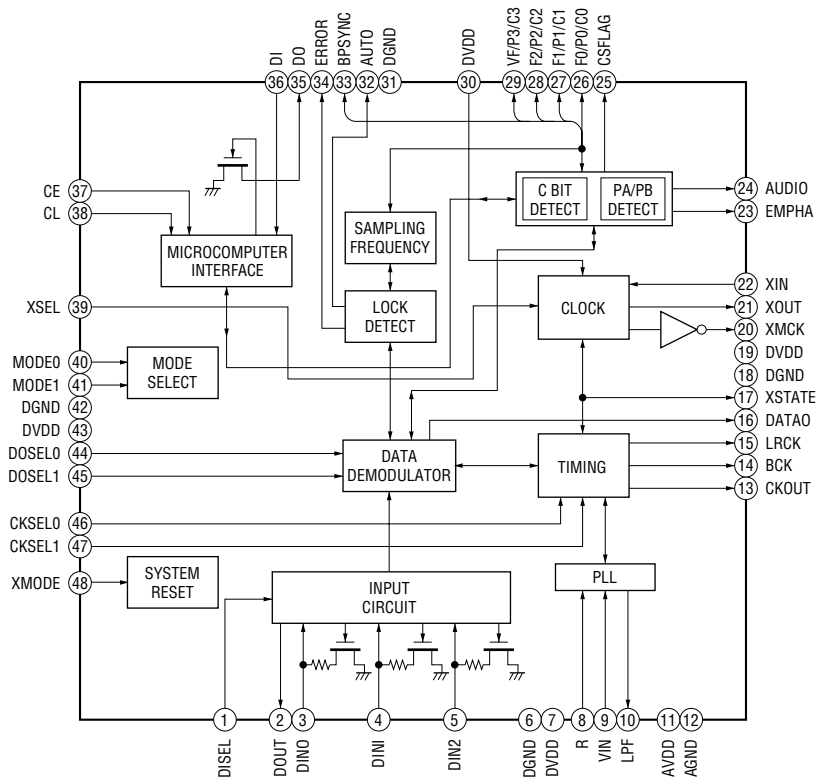 DI
DO
ERROR
BPSYNC
AUTO
DGND
DVDD
VF/P3/C3
F2/P2/C2
F1/P1/C1
F0/P0/C0
CSFLAG
36
35
34
33
32
31
30
29
28
27
26
25
CE 37
CL 38
XSEL 39
MODE0 40
MODE1 41
DGND 42
DVDD 43
DOSEL0 44
DOSEL1 45
CKSEL0 46
CKSEL1 47
XMODE 48
MICROCOMPUTER
INTERFACE
SAMPLING
FREQUENCY
LOCK
DETECT
C BIT
DETECT
PA/PB
DETECT
CLOCK
MODE
SELECT
DATA
DEMODULATOR
TIMING
SYSTEM
RESET
INPUT
CIRCUIT
PLL
24 AUDIO
23 EMPHA
22 XIN
21 XOUT
20 XMCK
19 DVDD
18 DGND
17 XSTATE
16 DATAO
15 LRCK
14 BCK
13 CKOUT
1
2
3
4
5
6
7
8
9
10
11
12
DISEL
DOUT
DINO
DINI
DIN2
DGND
DVDD
R
VIN
LPF
AVDD
AGND